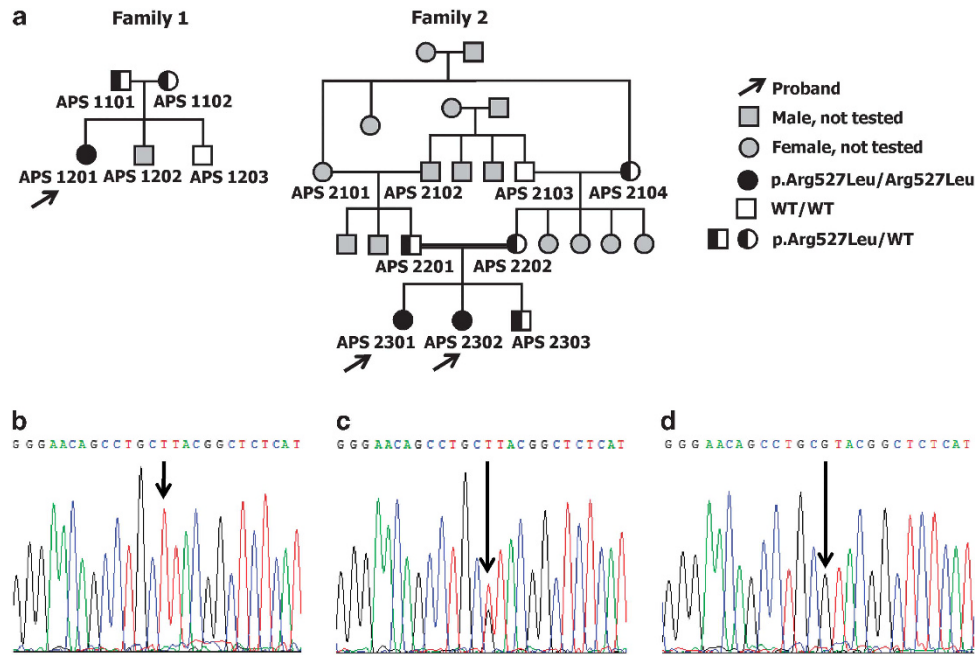 a
Family 1
Family 2
APS 1101 APS 1102
APS 1201 APS 1202 APS 1203
APS 2101 APS 2102 APS 2103 APS 2104
APS 2201 APS 2202
APS 2301 APS 2302 APS 2303
Proband
Male, not tested
Female, not tested
p.Arg527Leu/Arg527Leu
WT/WT
p.Arg527Leu/WT
b
GGGAACAGCCTGCTTACGGCTCTCAT
c
GGGAACAGCCTGCTTACGGCTCTCAT
d
GGGAACAGCCTGCGTACGGCTCTCAT